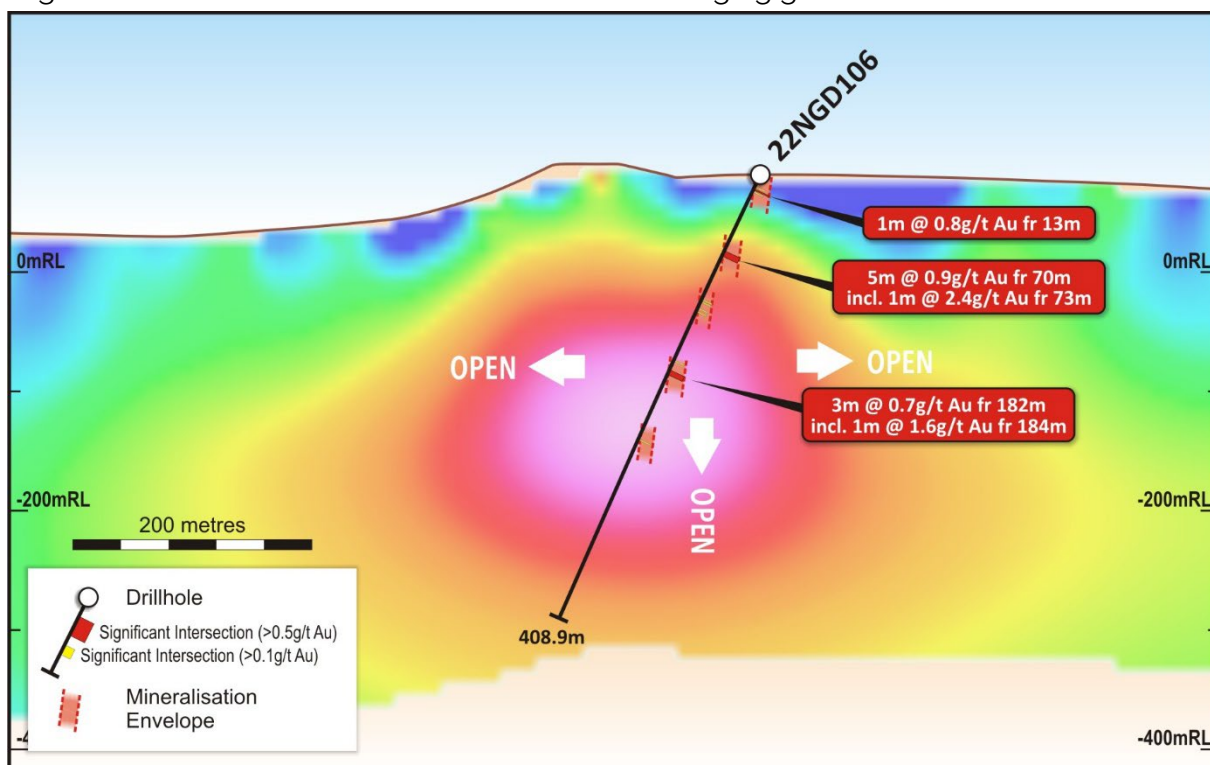 22NGD106
1m @ 0.8g/t Au fr 13m
0mRL
0mRL
5m @ 0.9g/t Au fr 70m
incl. 1m @ 2.4g/t Au fr 73m
OPEN
OPEN
3m @ 0.7g/t Au fr 182m
incl. 1m @ 1.6g/t Au fr 184m
OPEN
-200mRL
-200mRL
200 metres
Drillhole
Significant Intersection (>0.5g/t Au)
Significant Intersection (>0.1g/t Au)
Mineralisation
Envelope
408.9m
-400mRL